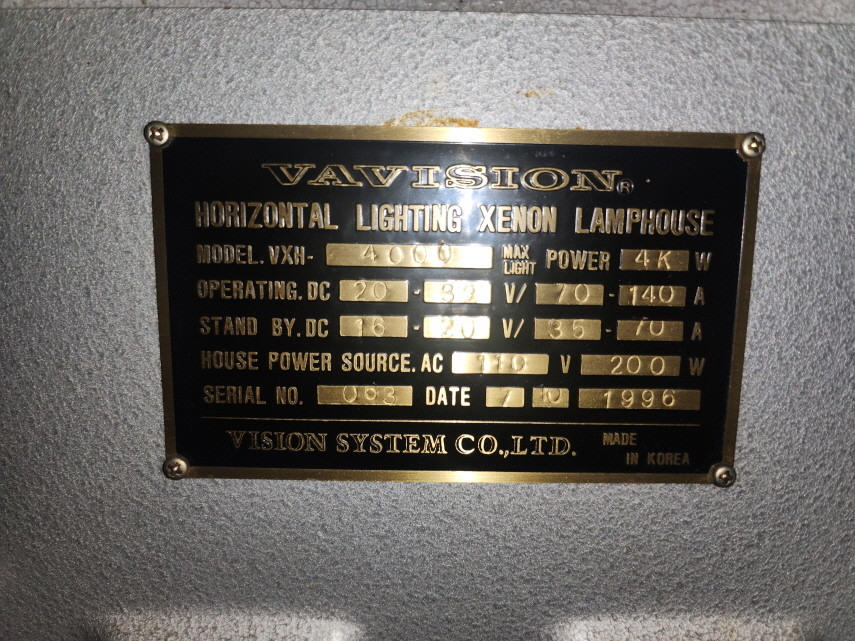 VAVISION®
HORIZONTAL LIGHTING XENON LAMPHOUSE
MODEL.VXH- 4000 MAX LIGHT POWER 4K W
OPERATING.DC 20 - 32 V/ 70 - 140 A
STAND BY.DC 16 - 20 V/ 35 - 70 A
HOUSE POWER SOURCE.AC 110 V 200 W
SERIAL NO. 063 DATE 7 10 1996
VISION SYSTEM CO.,LTD. MADE IN KOREA